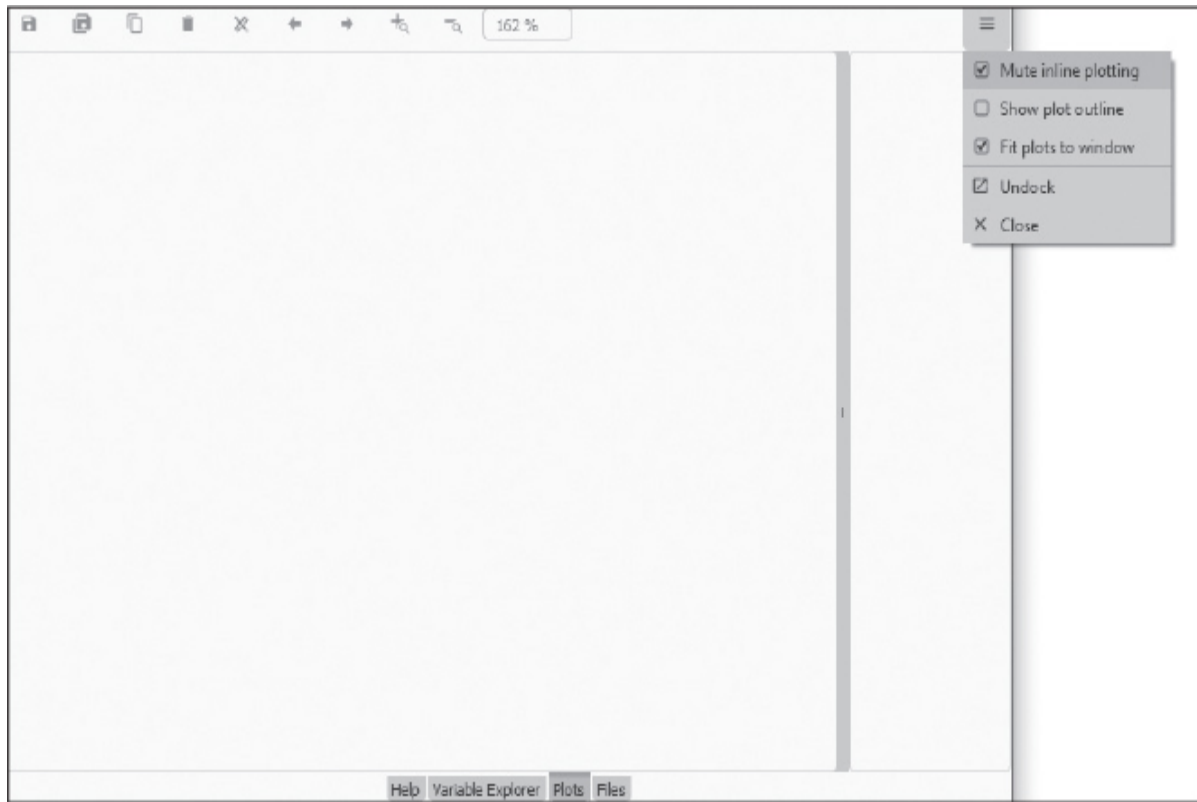 162 %
Mute inline plotting
Show plot outline
Fit plots to window
Undock
Close
Help Variable Explorer Plots Files